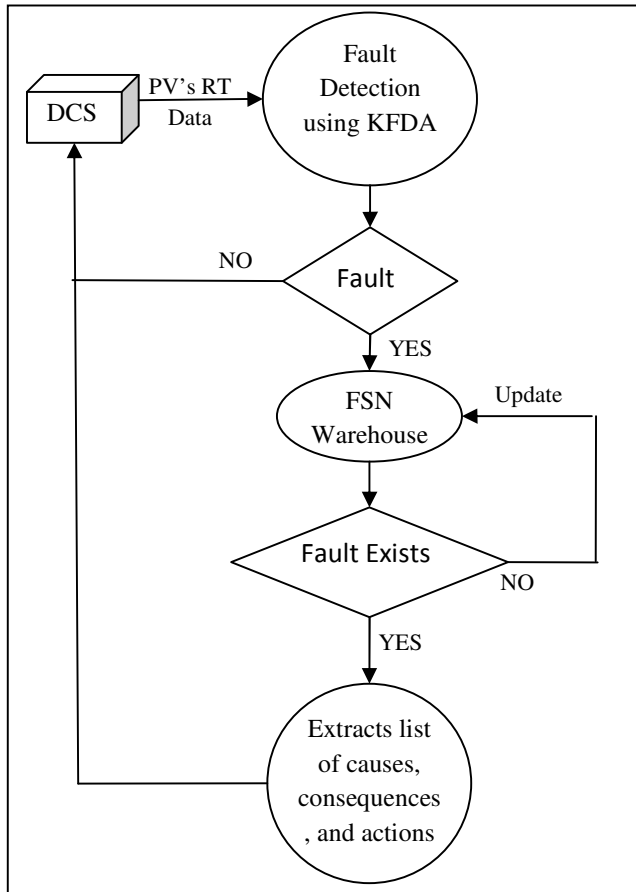 Fault
Detection
using KFDA
PV's RT
Data
DCS
NO
Fault
YES
FSN
Warehouse
Update
Fault Exists
NO
YES
Extracts list
of causes,
consequences
, and actions